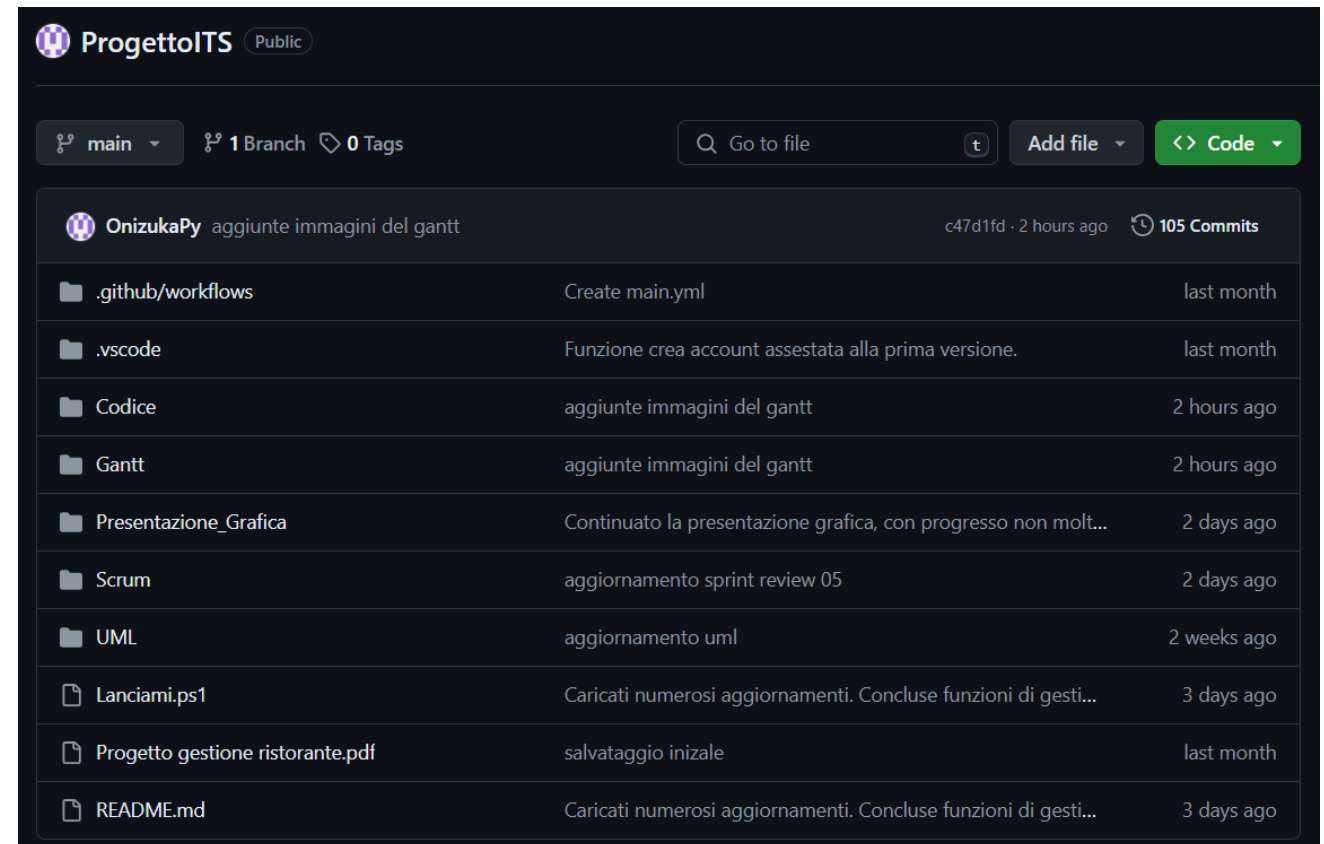 ProgettoITS Public
main 1 Branch 0 Tags Go to file t Add file Code
OnizukaPy aggiunte immagini del gantt c47d1fd · 2 hours ago 105 Commits
.github/workflows Create main.yml last month
.vscode Funzione crea account assestata alla prima versione. last month
Codice aggiunte immagini del gantt 2 hours ago
Gantt aggiunte immagini del gantt 2 hours ago
Presentazione_Grafica Continuato la presentazione grafica, con progresso non molt... 2 days ago
Scrum aggiornamento sprint review 05 2 days ago
UML aggiornamento uml 2 weeks ago
Lanciami.ps1 Caricati numerosi aggiornamenti. Concluse funzioni di gesti... 3 days ago
Progetto gestione ristorante.pdf salvataggio inizale last month
README.md Caricati numerosi aggiornamenti. Concluse funzioni di gesti... 3 days ago